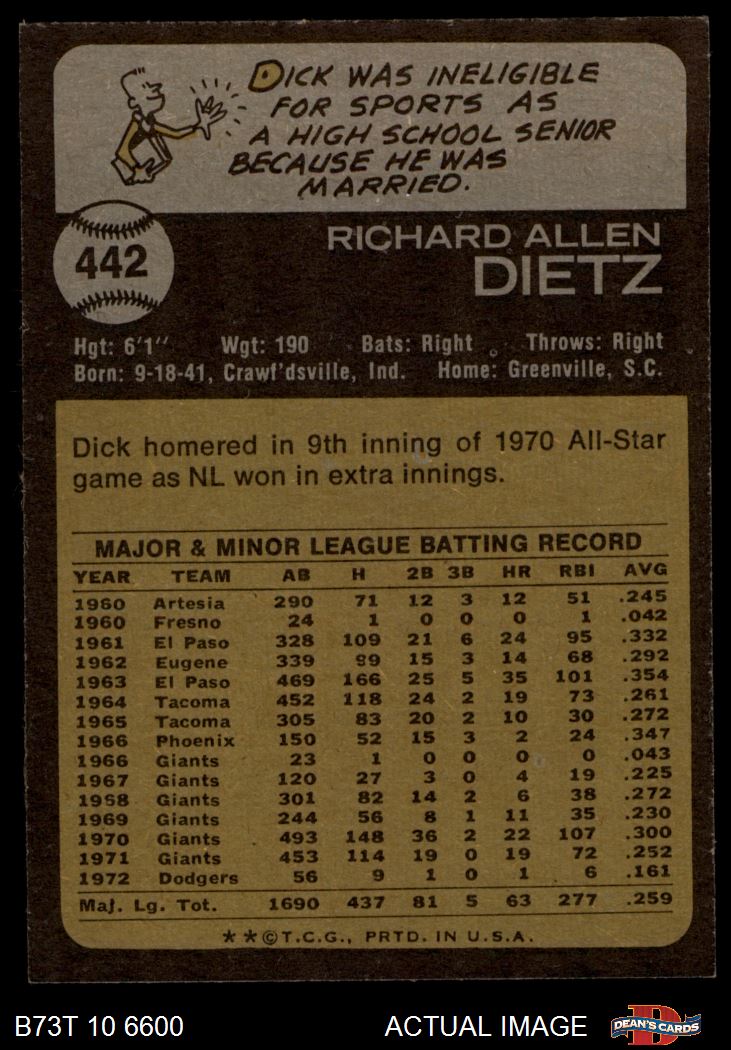 DICK WAS INELIGIBLE
FOR SPORTS AS
A HIGH SCHOOL SENIOR
BECAUSE HE WAS
MARRIED.
442
RICHARD ALLEN
DIETZ
Hgt: 6'1" Wgt: 190 Bats: Right Throws: Right
Born: 9-18-41, Crawf'dsville, Ind. Home: Greenville, S.C.
Dick homered in 9th inning of 1970 All-Star
game as NL won in extra innings.
MAJOR & MINOR LEAGUE BATTING RECORD
YEAR TEAM AB H 2B 3B HR RBI AVG
1960 Artesia 290 71 12 3 12 51 .245
1960 Fresno 24 1 0 0 0 1 .042
1961 El Paso 328 109 21 6 24 95 .332
1962 Eugene 339 99 15 3 14 68 .292
1963 El Paso 469 166 25 5 35 101 .354
1964 Tacoma 452 118 24 2 19 73 .261
1965 Tacoma 305 83 20 2 10 30 .272
1966 Phoenix 150 52 15 3 2 24 .347
1966 Giants 23 1 0 0 0 0 .043
1967 Giants 120 27 3 0 4 19 .225
1968 Giants 301 82 14 2 6 38 .272
1969 Giants 244 56 8 1 11 35 .230
1970 Giants 493 148 36 2 22 107 .300
1971 Giants 453 114 19 0 19 72 .252
1972 Dodgers 56 9 1 0 1 6 .161
Maj. Lg. Tot. 1690 437 81 5 63 277 .259
**©T.C.G., PRTD. IN U.S.A.
B73T 10 6600 ACTUAL IMAGE
DEAN'S CARDS